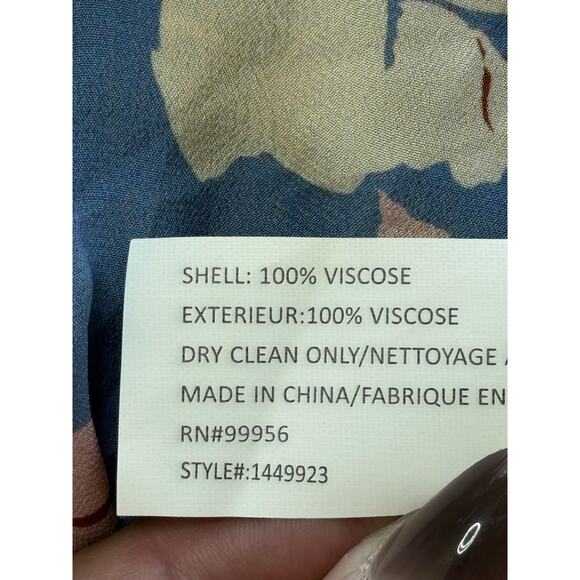 SHELL: 100% VISCOSE
EXTERIEUR:100% VISCOSE
DRY CLEAN ONLY/NETTOYAGE
MADE IN CHINA/FABRIQUE EN
RN#99956
STYLE#:1449923